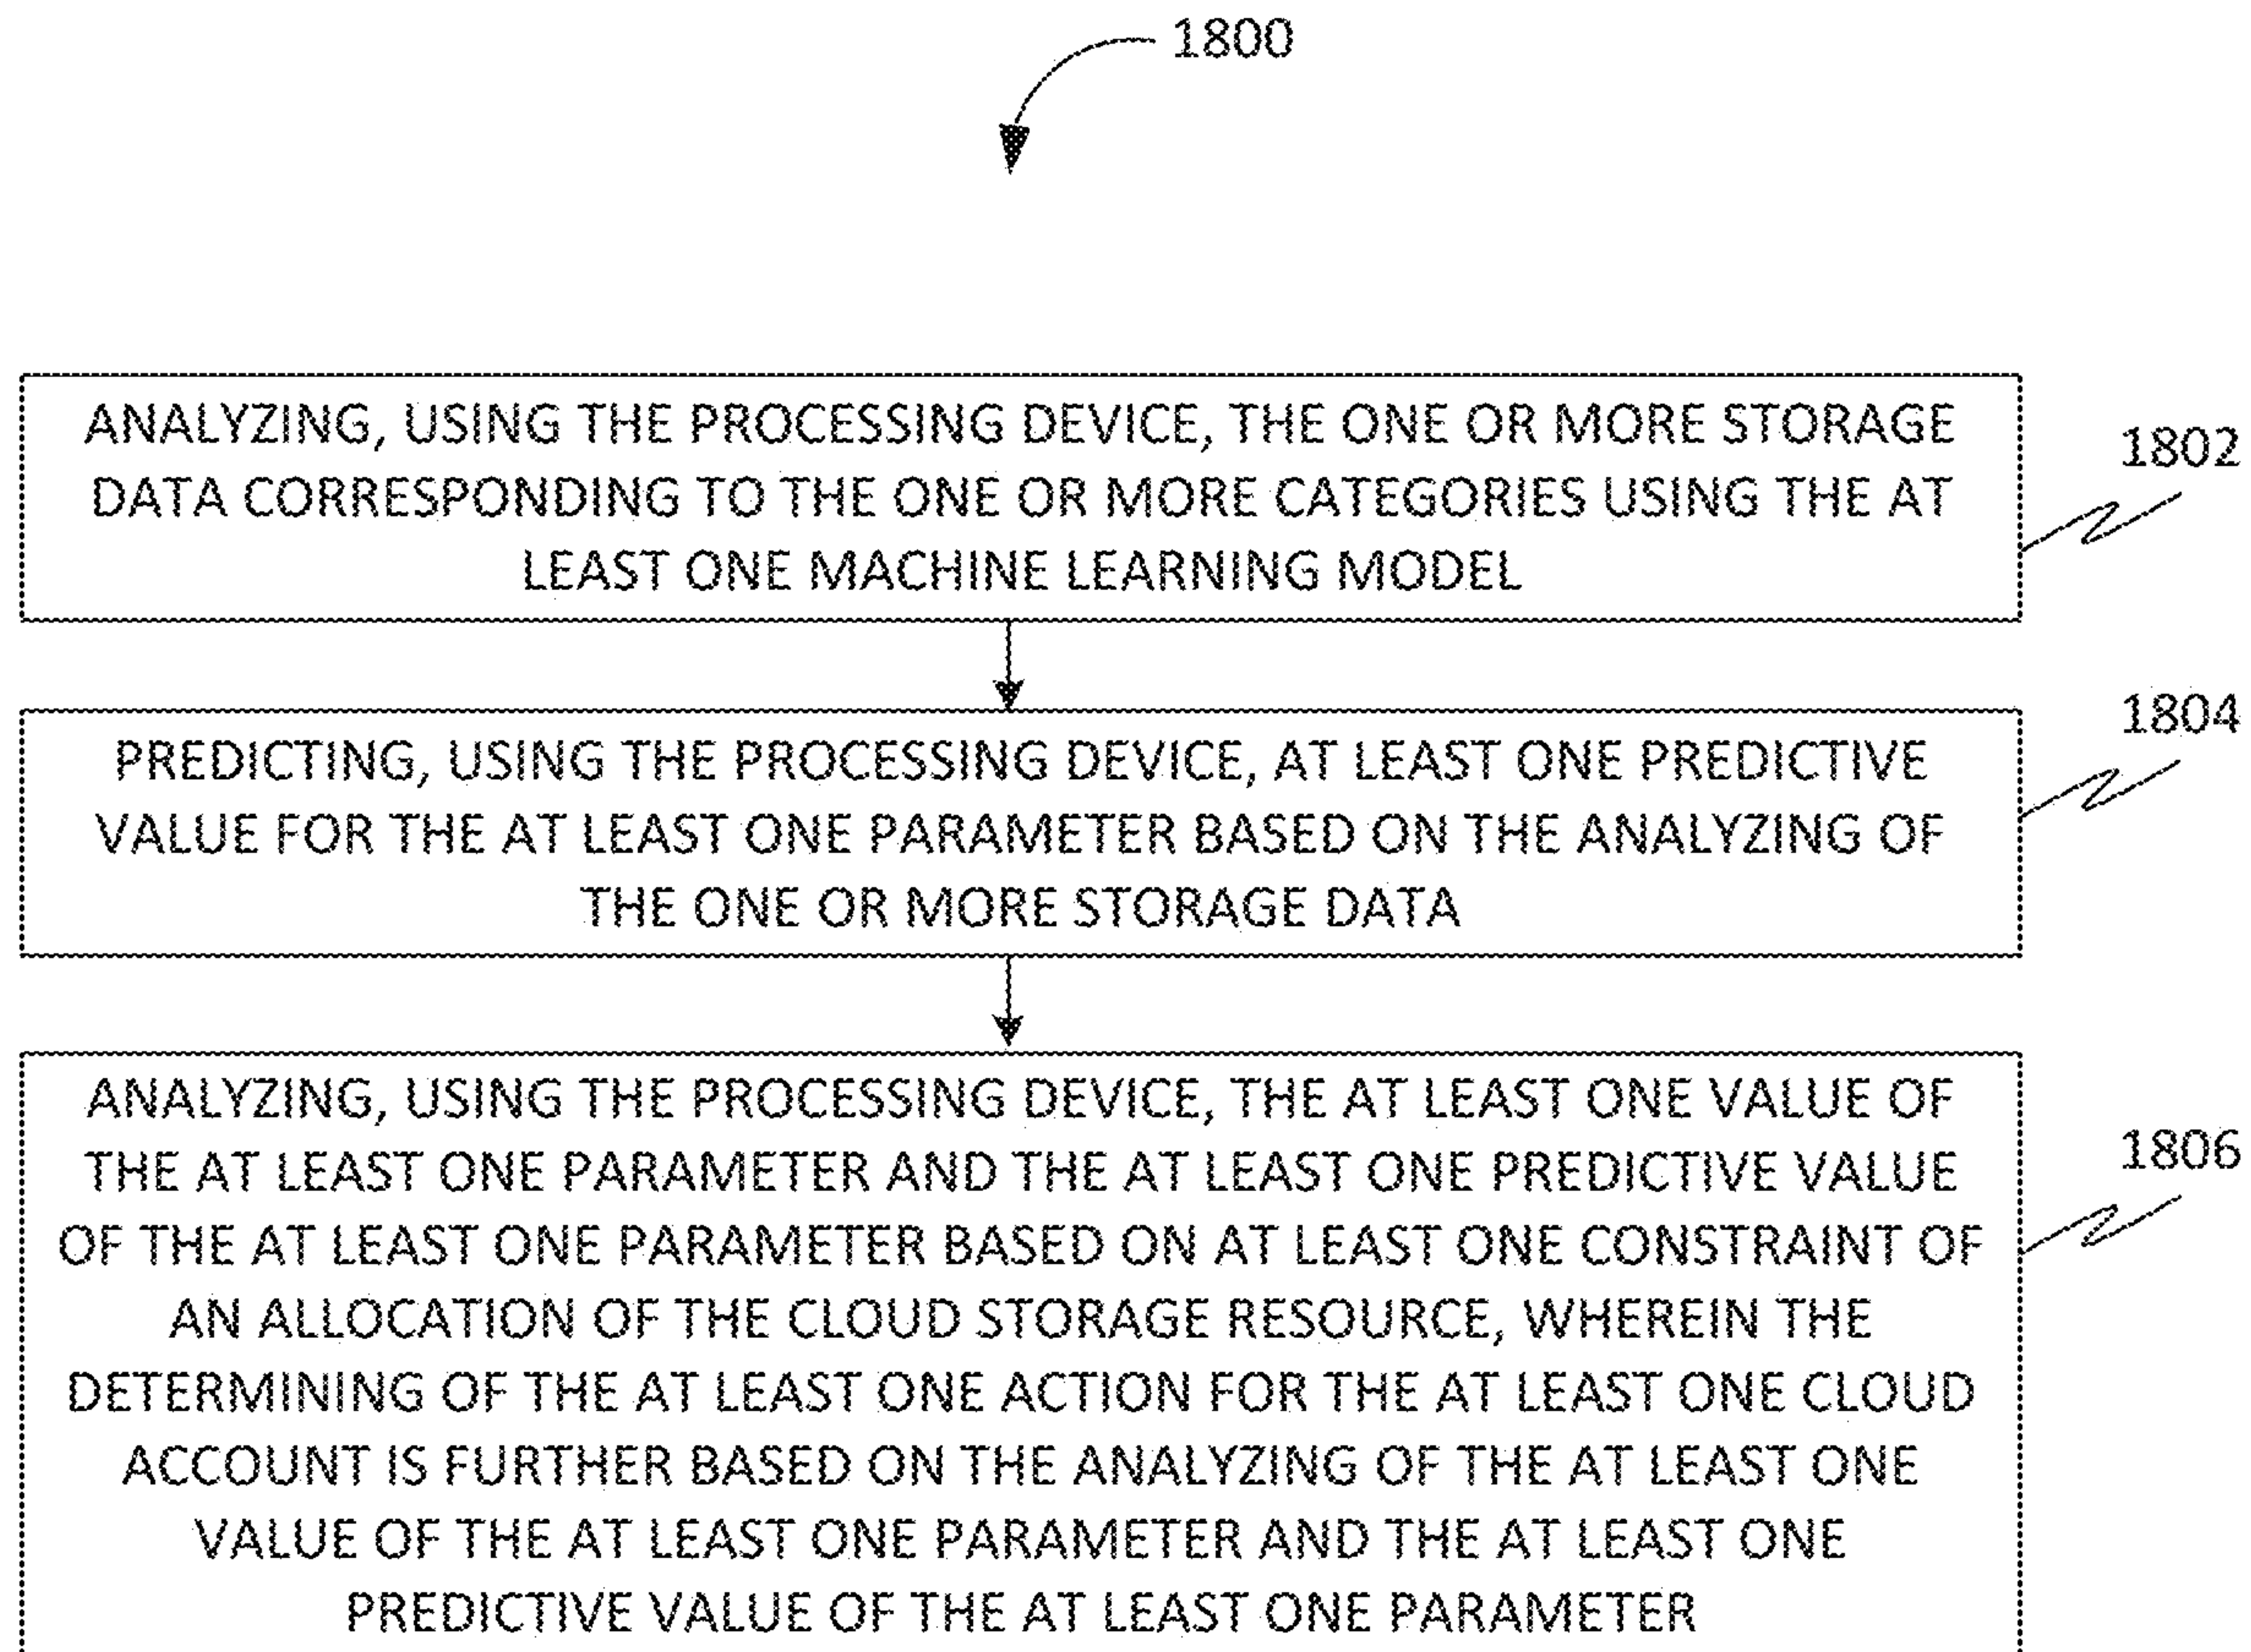 1800
ANALYZING, USING THE PROCESSING DEVICE, THE ONE OR MORE STORAGE
DATA CORRESPONDING TO THE ONE OR MORE CATEGORIES USING THE AT
LEAST ONE MACHINE LEARNING MODEL
1802
PREDICTING, USING THE PROCESSING DEVICE, AT LEAST ONE PREDICTIVE
VALUE FOR THE AT LEAST ONE PARAMETER BASED ON THE ANALYZING OF
THE ONE OR MORE STORAGE DATA
1804
ANALYZING, USING THE PROCESSING DEVICE, THE AT LEAST ONE VALUE OF
THE AT LEAST ONE PARAMETER AND THE AT LEAST ONE PREDICTIVE VALUE
OF THE AT LEAST ONE PARAMETER BASED ON AT LEAST ONE CONSTRAINT OF
AN ALLOCATION OF THE CLOUD STORAGE RESOURCE, WHEREIN THE
DETERMINING OF THE AT LEAST ONE ACTION FOR THE AT LEAST ONE CLOUD
ACCOUNT IS FURTHER BASED ON THE ANALYZING OF THE AT LEAST ONE
VALUE OF THE AT LEAST ONE PARAMETER AND THE AT LEAST ONE
PREDICTIVE VALUE OF THE AT LEAST ONE PARAMETER
1806